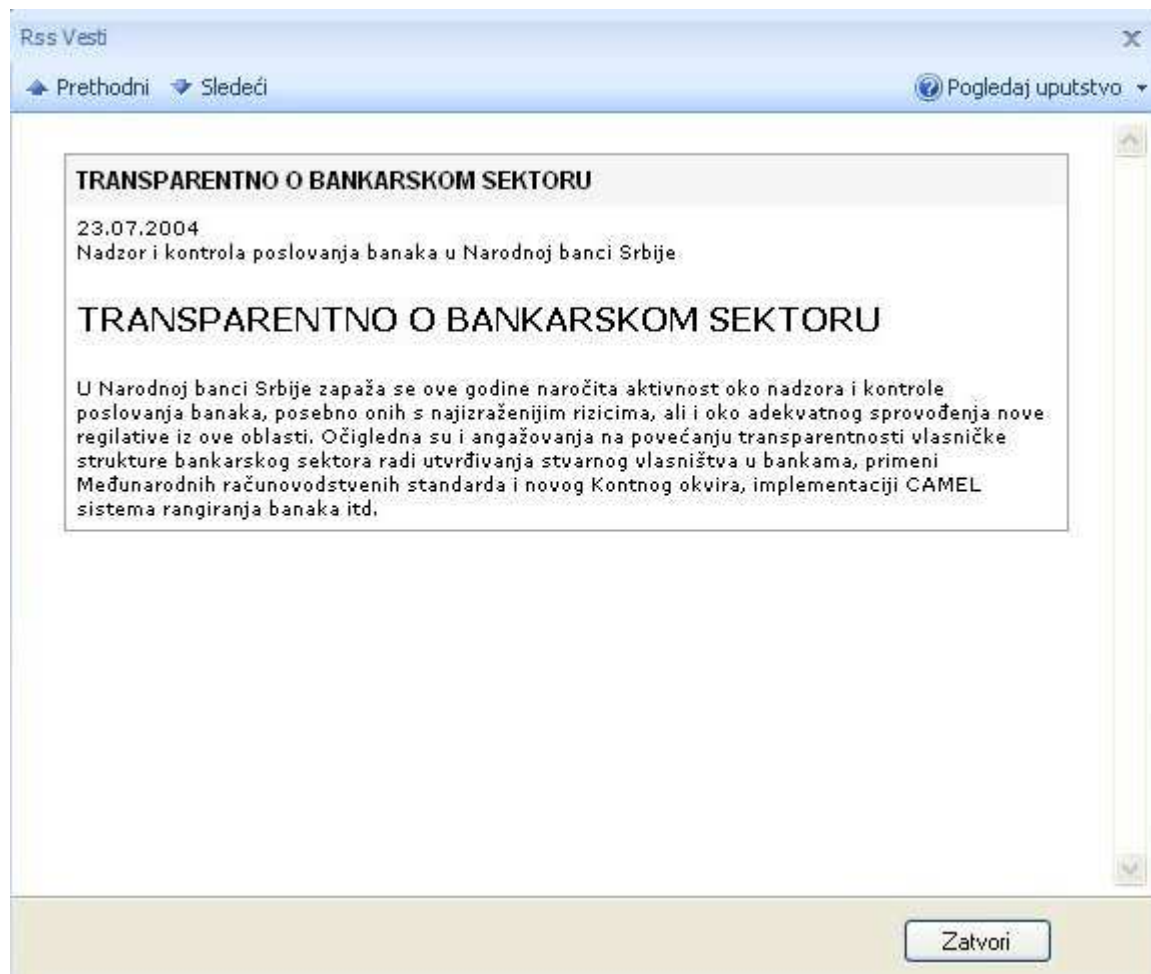 Rss Vesti
Prethodni Sledeći Pogledaj uputstvo
TRANSPARENTNO O BANKARSKOM SEKTORU
23.07.2004
Nadzor i kontrola poslovanja banaka u Narodnoj banci Srbije
TRANSPARENTNO O BANKARSKOM SEKTORU
U Narodnoj banci Srbije zapaža se ove godine naročita aktivnost oko nadzora i kontrole
poslovanja banaka, posebno onih s najizraženijim rizicima, ali i oko adekvatnog sprovođenja nove
regilative iz ove oblasti. Očigledna su i angažovanja na povećanju transparentnosti vlasničke
strukture bankarskog sektora radi utvrđivanja stvarnog vlasništva u bankama, primeni
Međunarodnih računovodstvenih standarda i novog Kontnog okvira, implementaciji CAMEL
sistema rangiranja banaka itd.
Zatvori